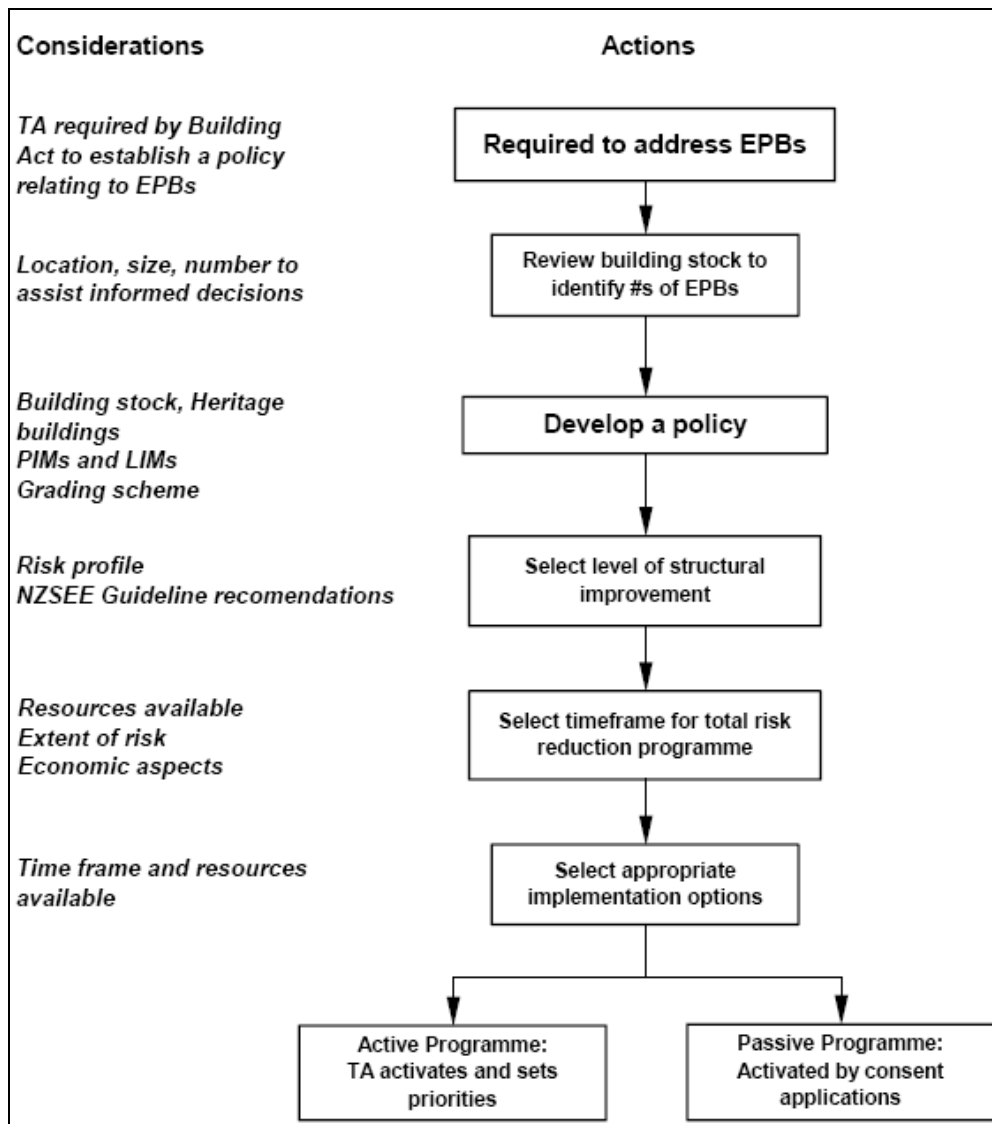 Considerations
Actions
TA required by Building
Act to establish a policy
relating to EPBs
Required to address EPBs
Location, size, number to
assist informed decisions
Review building stock to
identify #s of EPBs
Building stock, Heritage
buildings
PIMs and LIMs
Grading scheme
Develop a policy
Risk profile
NZSEE Guideline recomendations
Select level of structural
improvement
Resources available
Extent of risk
Economic aspects
Select timeframe for total risk
reduction programme
Time frame and resources
available
Select appropriate
implementation options
Active Programme:
TA activates and sets
priorities
Passive Programme:
Activated by consent
applications